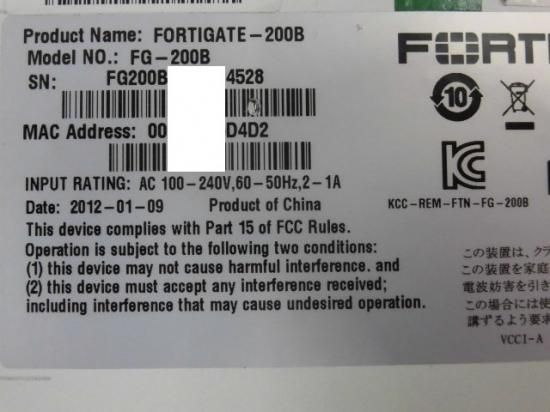 Product Name: FORTIGATE-200B
Model NO.: FG-200B
SN: FG200B 4528
MAC Address: 00 D4D2
INPUT RATING: AC 100-240V,60-50Hz,2-1A
Date: 2012-01-09 Product of China
This device complies with Part 15 of FCC Rules.
Operation is subject to the following two conditions:
(1) this device may not cause harmful interference. and
(2) this device must accept any interference received;
including interference that may cause undesired operation.
FORTI
10
KCC-REM-FTN-FG-200B
この装置は、クラ
この装置を家庭
電波妨害を引き
この場合には使
講ずるよう要求
VCCI-A